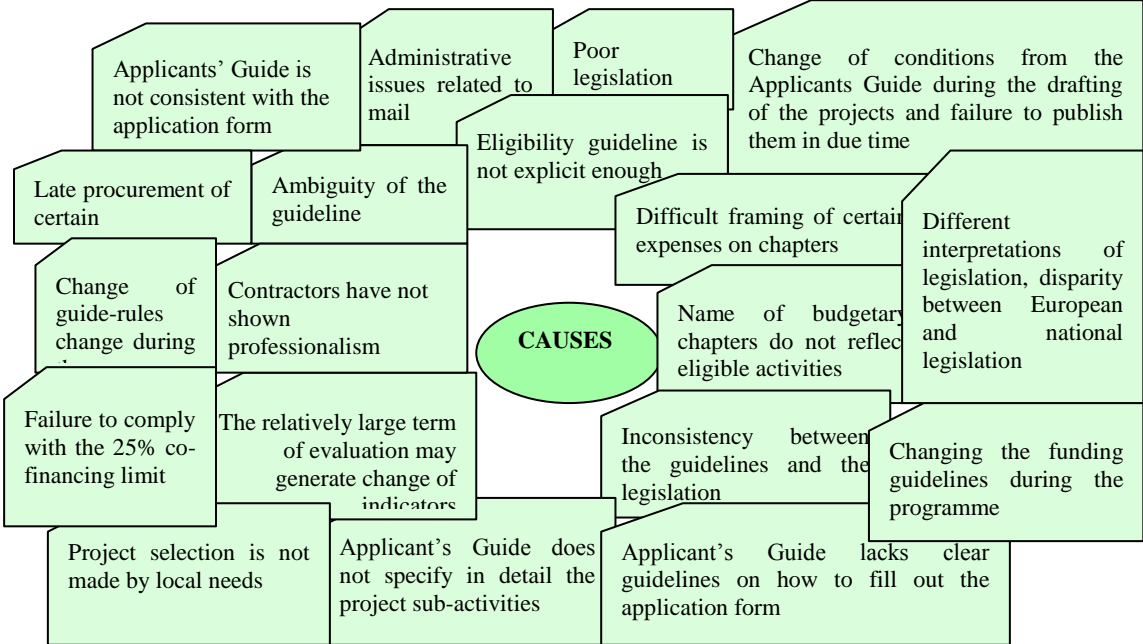 Applicants’ Guide is
not consistent with the
application form
Administrative
issues related to
mail
Poor
legislation
Change of conditions from the
Applicants Guide during the drafting
of the projects and failure to publish
them in due time
Eligibility guideline is
not explicit enough
Late procurement of
certain
Ambiguity of the
guideline
Difficult framing of certain
expenses on chapters
Different
interpretations of
legislation, disparity
between European
and national
legislation
Change of
guide-rules
change during
Contractors have not
shown
professionalism
CAUSES
Name of budgetary
chapters do not reflec
eligible activities
Failure to comply
with the 25% co-
financing limit
The relatively large term
of evaluation may
generate change of
indicators
Inconsistency between
the guidelines and the
legislation
Changing the funding
guidelines during the
programme
Project selection is not
made by local needs
Applicant’s Guide does
not specify in detail the
project sub-activities
Applicant’s Guide lacks clear
guidelines on how to fill out the
application form